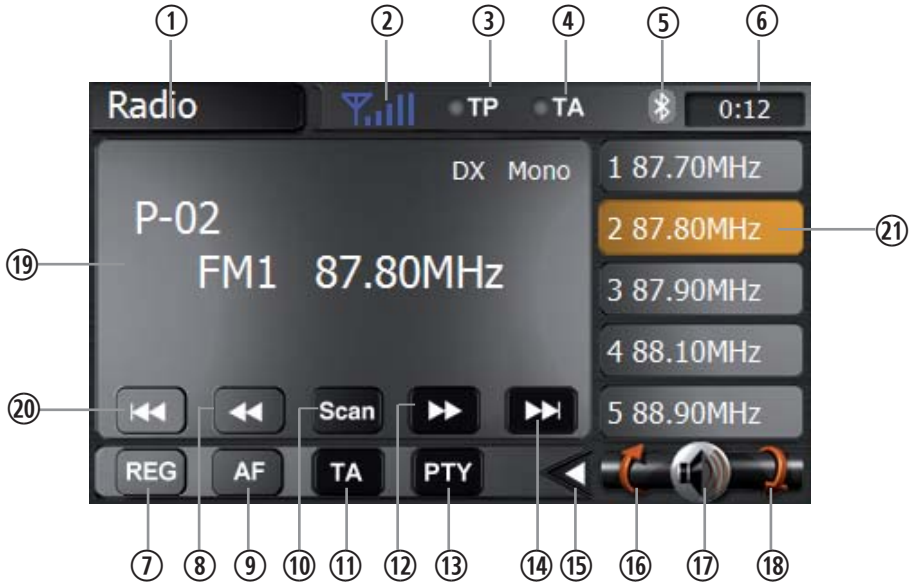 ① ② ③ ④ ⑤ ⑥
Radio TP TA 0:12
DX Mono
P-02
FM1 87.80MHz
1 87.70MHz
2 87.80MHz
3 87.90MHz
4 88.10MHz
5 88.90MHz
⑲ ㉑
⑳ Scan
REG AF TA PTY
⑦ ⑧ ⑨ ⑩ ⑪ ⑫ ⑬ ⑭ ⑮ ⑯ ⑰ ⑱